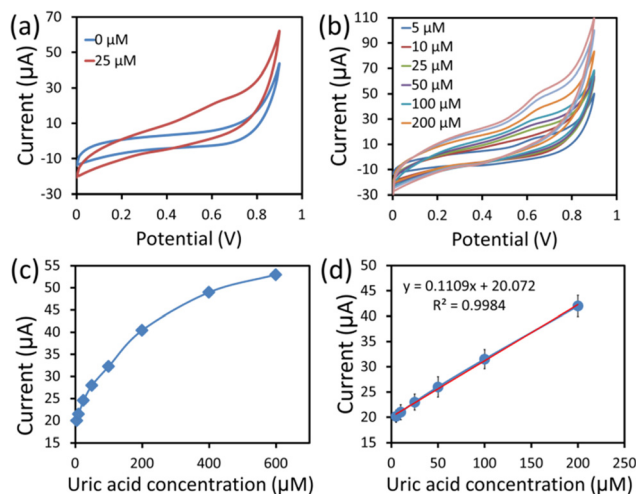 (a)
70
50
30
10
-10
-30
Current (µA)
0 µM
25 µM
0
0.2
0.4
0.6
0.8
1
Potential (V)
(b)
110
90
70
50
30
10
-10
-30
Current (µA)
5 µM
10 µM
25 µM
50 µM
100 µM
200 µM
0
0.2
0.4
0.6
0.8
1
Potential (V)
(c)
55
50
45
40
35
30
25
20
15
Current (µA)
0
200
400
600
Uric acid concentration (µM)
(d)
50
45
40
35
30
25
20
15
Current (µA)
y = 0.1109x + 20.072
R² = 0.9984
0
50
100
150
200
250
Uric acid concentration (µM)